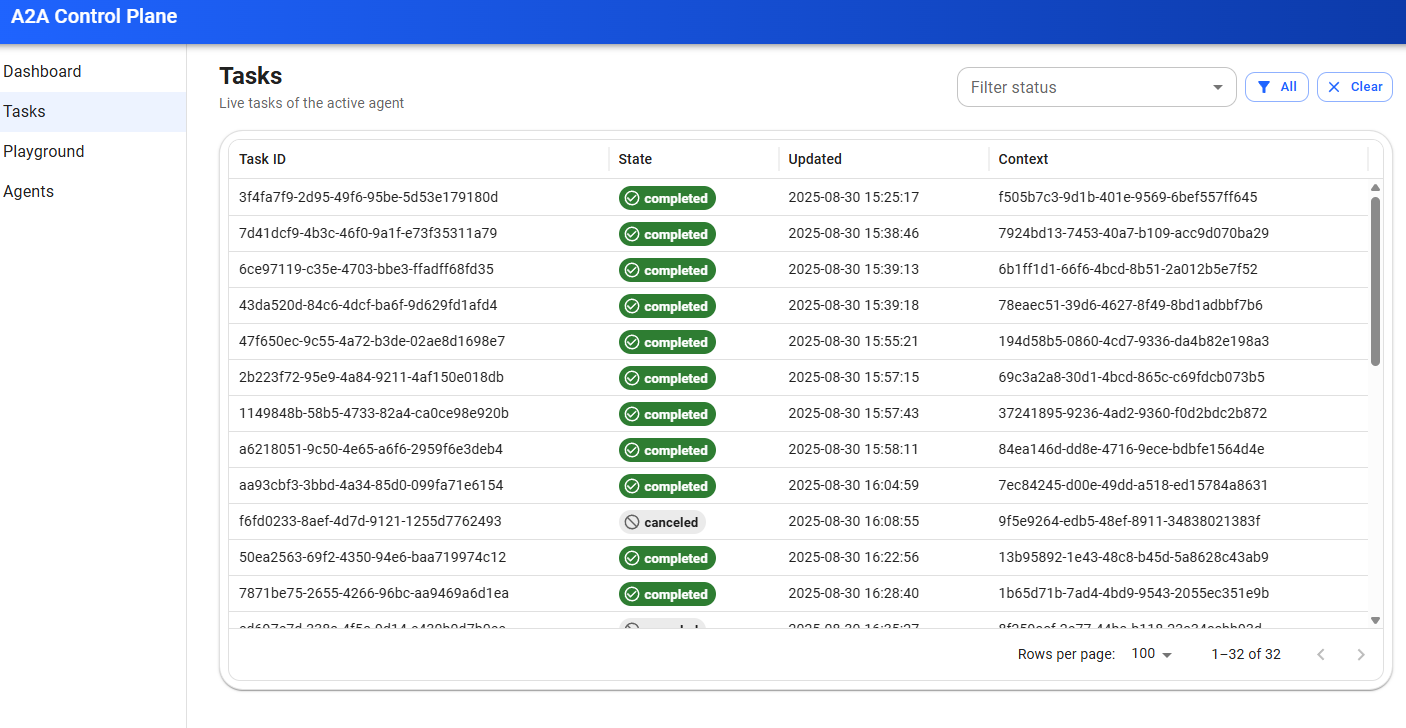 A2A Control Plane
Dashboard
Tasks
Playground
Agents
Tasks
Live tasks of the active agent
Filter status
All
Clear
Task ID State Updated Context
3f4fa7f9-2d95-49f6-95be-5d53e179180d completed 2025-08-30 15:25:17 f505b7c3-9d1b-401e-9569-6bef557ff645
7d41dcf9-4b3c-46f0-9a1f-e73f35311a79 completed 2025-08-30 15:38:46 7924bd13-7453-40a7-b109-acc9d070ba29
6ce97119-c35e-4703-bbe3-ffadff68fd35 completed 2025-08-30 15:39:13 6b1ff1d1-66f6-4bcd-8b51-2a012b5e7f52
43da520d-84c6-4dcf-ba6f-9d629fd1afd4 completed 2025-08-30 15:39:18 78eaec51-39d6-4627-8f49-8bd1adbbf7b6
47f650ec-9c55-4a72-b3de-02ae8d1698e7 completed 2025-08-30 15:55:21 194d58b5-0860-4cd7-9336-da4b82e198a3
2b223f72-95e9-4a84-9211-4af150e018db completed 2025-08-30 15:57:15 69c3a2a8-30d1-4bcd-865c-c69fdcb073b5
1149848b-58b5-4733-82a4-ca0ce98e920b completed 2025-08-30 15:57:43 37241895-9236-4ad2-9360-f0d2bdc2b872
a6218051-9c50-4e65-a6f6-2959f6e3deb4 completed 2025-08-30 15:58:11 84ea146d-dd8e-4716-9ece-bdbfe1564d4e
aa93cbf3-3bbd-4a34-85d0-099fa71e6154 completed 2025-08-30 16:04:59 7ec84245-d00e-49dd-a518-ed15784a8631
f6fd0233-8aef-4d7d-9121-1255d7762493 canceled 2025-08-30 16:08:55 9f5e9264-edb5-48ef-8911-34838021383f
50ea2563-69f2-4350-94e6-baa719974c12 completed 2025-08-30 16:22:56 13b95892-1e43-48c8-b45d-5a8628c43ab9
7871be75-2655-4266-96bc-aa9469a6d1ea completed 2025-08-30 16:28:40 1b65d71b-7ad4-4bd9-9543-2055ec351e9b
Rows per page: 100 1–32 of 32